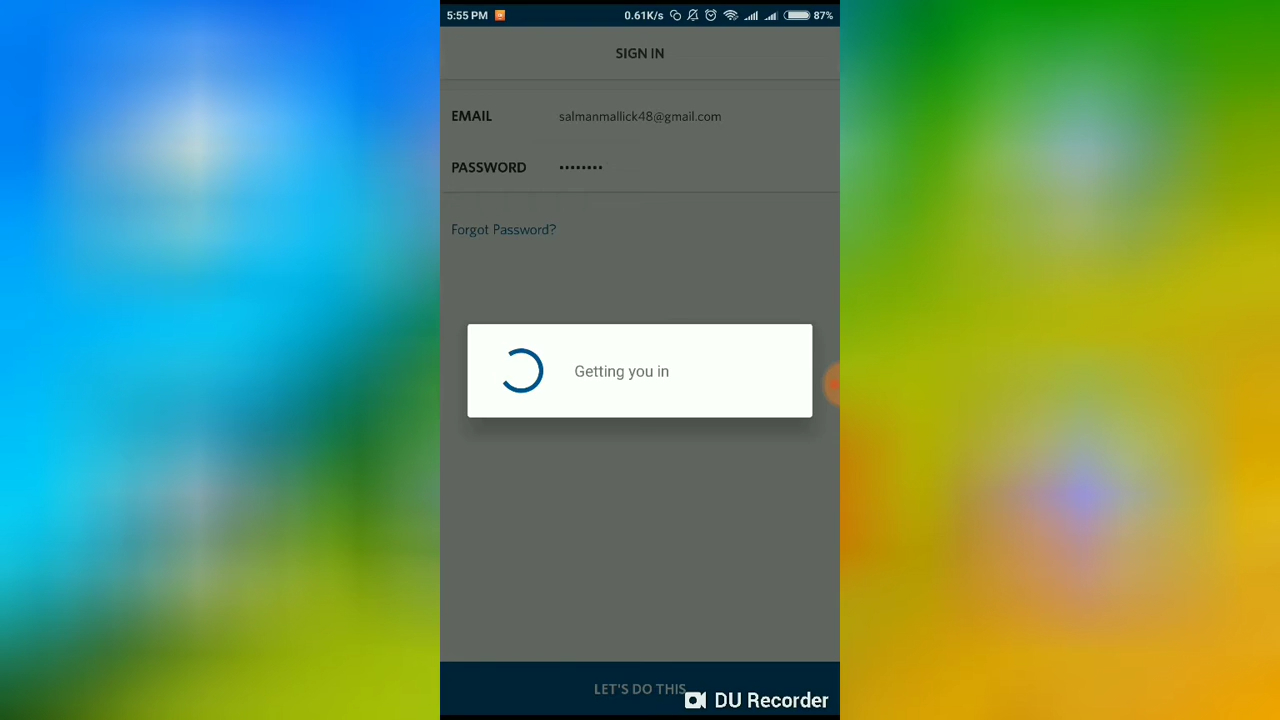 5:55 PM 0.61K/s 87%
SIGN IN
EMAIL salmanmallick48@gmail.com
PASSWORD ••••••••
Forgot Password?
Getting you in
LET'S DO THIS
DU Recorder